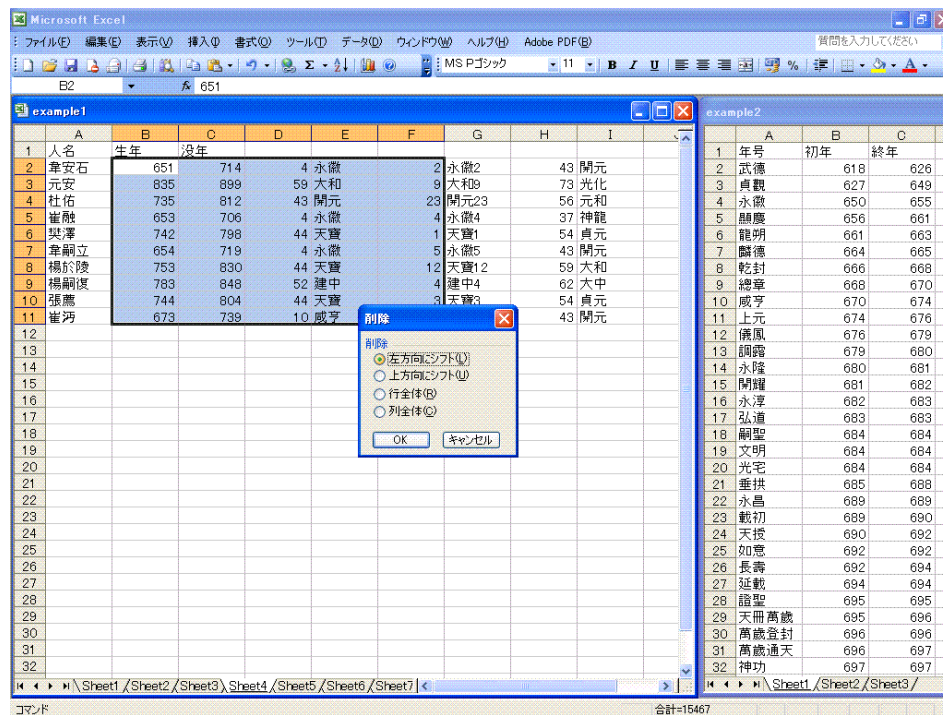 Microsoft Excel
ファイル(F) 編集(E) 表示(V) 挿入(I) 書式(O) ツール(T) データ(D) ウィンドウ(W) ヘルプ(H) Adobe PDF(B) 質問を入力してください
MS Pゴシック 11 B I U %
B2 fx 651
example1
A B C D E F G H I
1 人名 生年 没年
2 韋安石 651 714 4 永徽 2 永徽2 43 開元
3 元安 835 899 59 大和 9 大和9 73 光化
4 杜佑 735 812 43 開元 23 開元23 56 元和
5 崔融 653 706 4 永徽 4 永徽4 37 神龍
6 樊澤 742 798 44 天寶 1 天寶1 54 貞元
7 韋嗣立 654 719 4 永徽 5 永徽5 43 開元
8 楊於陵 753 830 44 天寶 12 天寶12 59 大和
9 楊嗣復 783 848 52 建中 4 建中4 62 大中
10 張薦 744 804 44 天寶 3 天寶3 54 貞元
11 崔沔 673 739 10 咸亨 43 開元
12
13
14
15
16
17
18
19
20
21
22
23
24
25
26
27
28
29
30
31
32
削除
削除
左方向にシフト(L)
上方向にシフト(U)
行全体(R)
列全体(C)
OK キャンセル
Sheet1 Sheet2 Sheet3 Sheet4 Sheet5 Sheet6 Sheet7
example2
A B C
1 年号 初年 終年
2 武德 618 626
3 貞觀 627 649
4 永徽 650 655
5 顯慶 656 661
6 龍朔 661 663
7 麟德 664 665
8 乾封 666 668
9 總章 668 670
10 咸亨 670 674
11 上元 674 676
12 儀鳳 676 679
13 調露 679 680
14 永隆 680 681
15 開耀 681 682
16 永淳 682 683
17 弘道 683 683
18 嗣聖 684 684
19 文明 684 684
20 光宅 684 684
21 垂拱 685 688
22 永昌 689 689
23 載初 689 690
24 天授 690 692
25 如意 692 692
26 長壽 692 694
27 延載 694 694
28 證聖 695 695
29 天冊萬歲 695 696
30 萬歲登封 696 696
31 萬歲通天 696 697
32 神功 697 697
Sheet1 Sheet2 Sheet3
コマンド 合計=15467